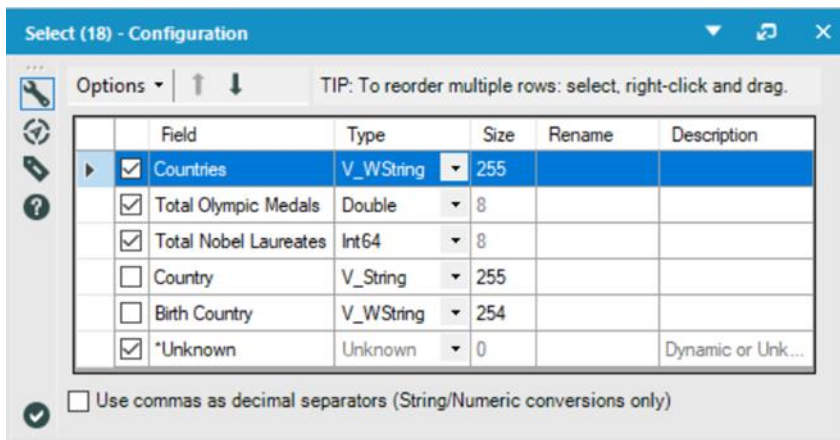 Select (18) - Configuration
Options TIP: To reorder multiple rows: select, right-click and drag.
Field Type Size Rename Description
Countries V_WString 255
Total Olympic Medals Double 8
Total Nobel Laureates Int64 8
Country V_String 255
Birth Country V_WString 254
*Unknown Unknown 0 Dynamic or Unk...
Use commas as decimal separators (String/Numeric conversions only)